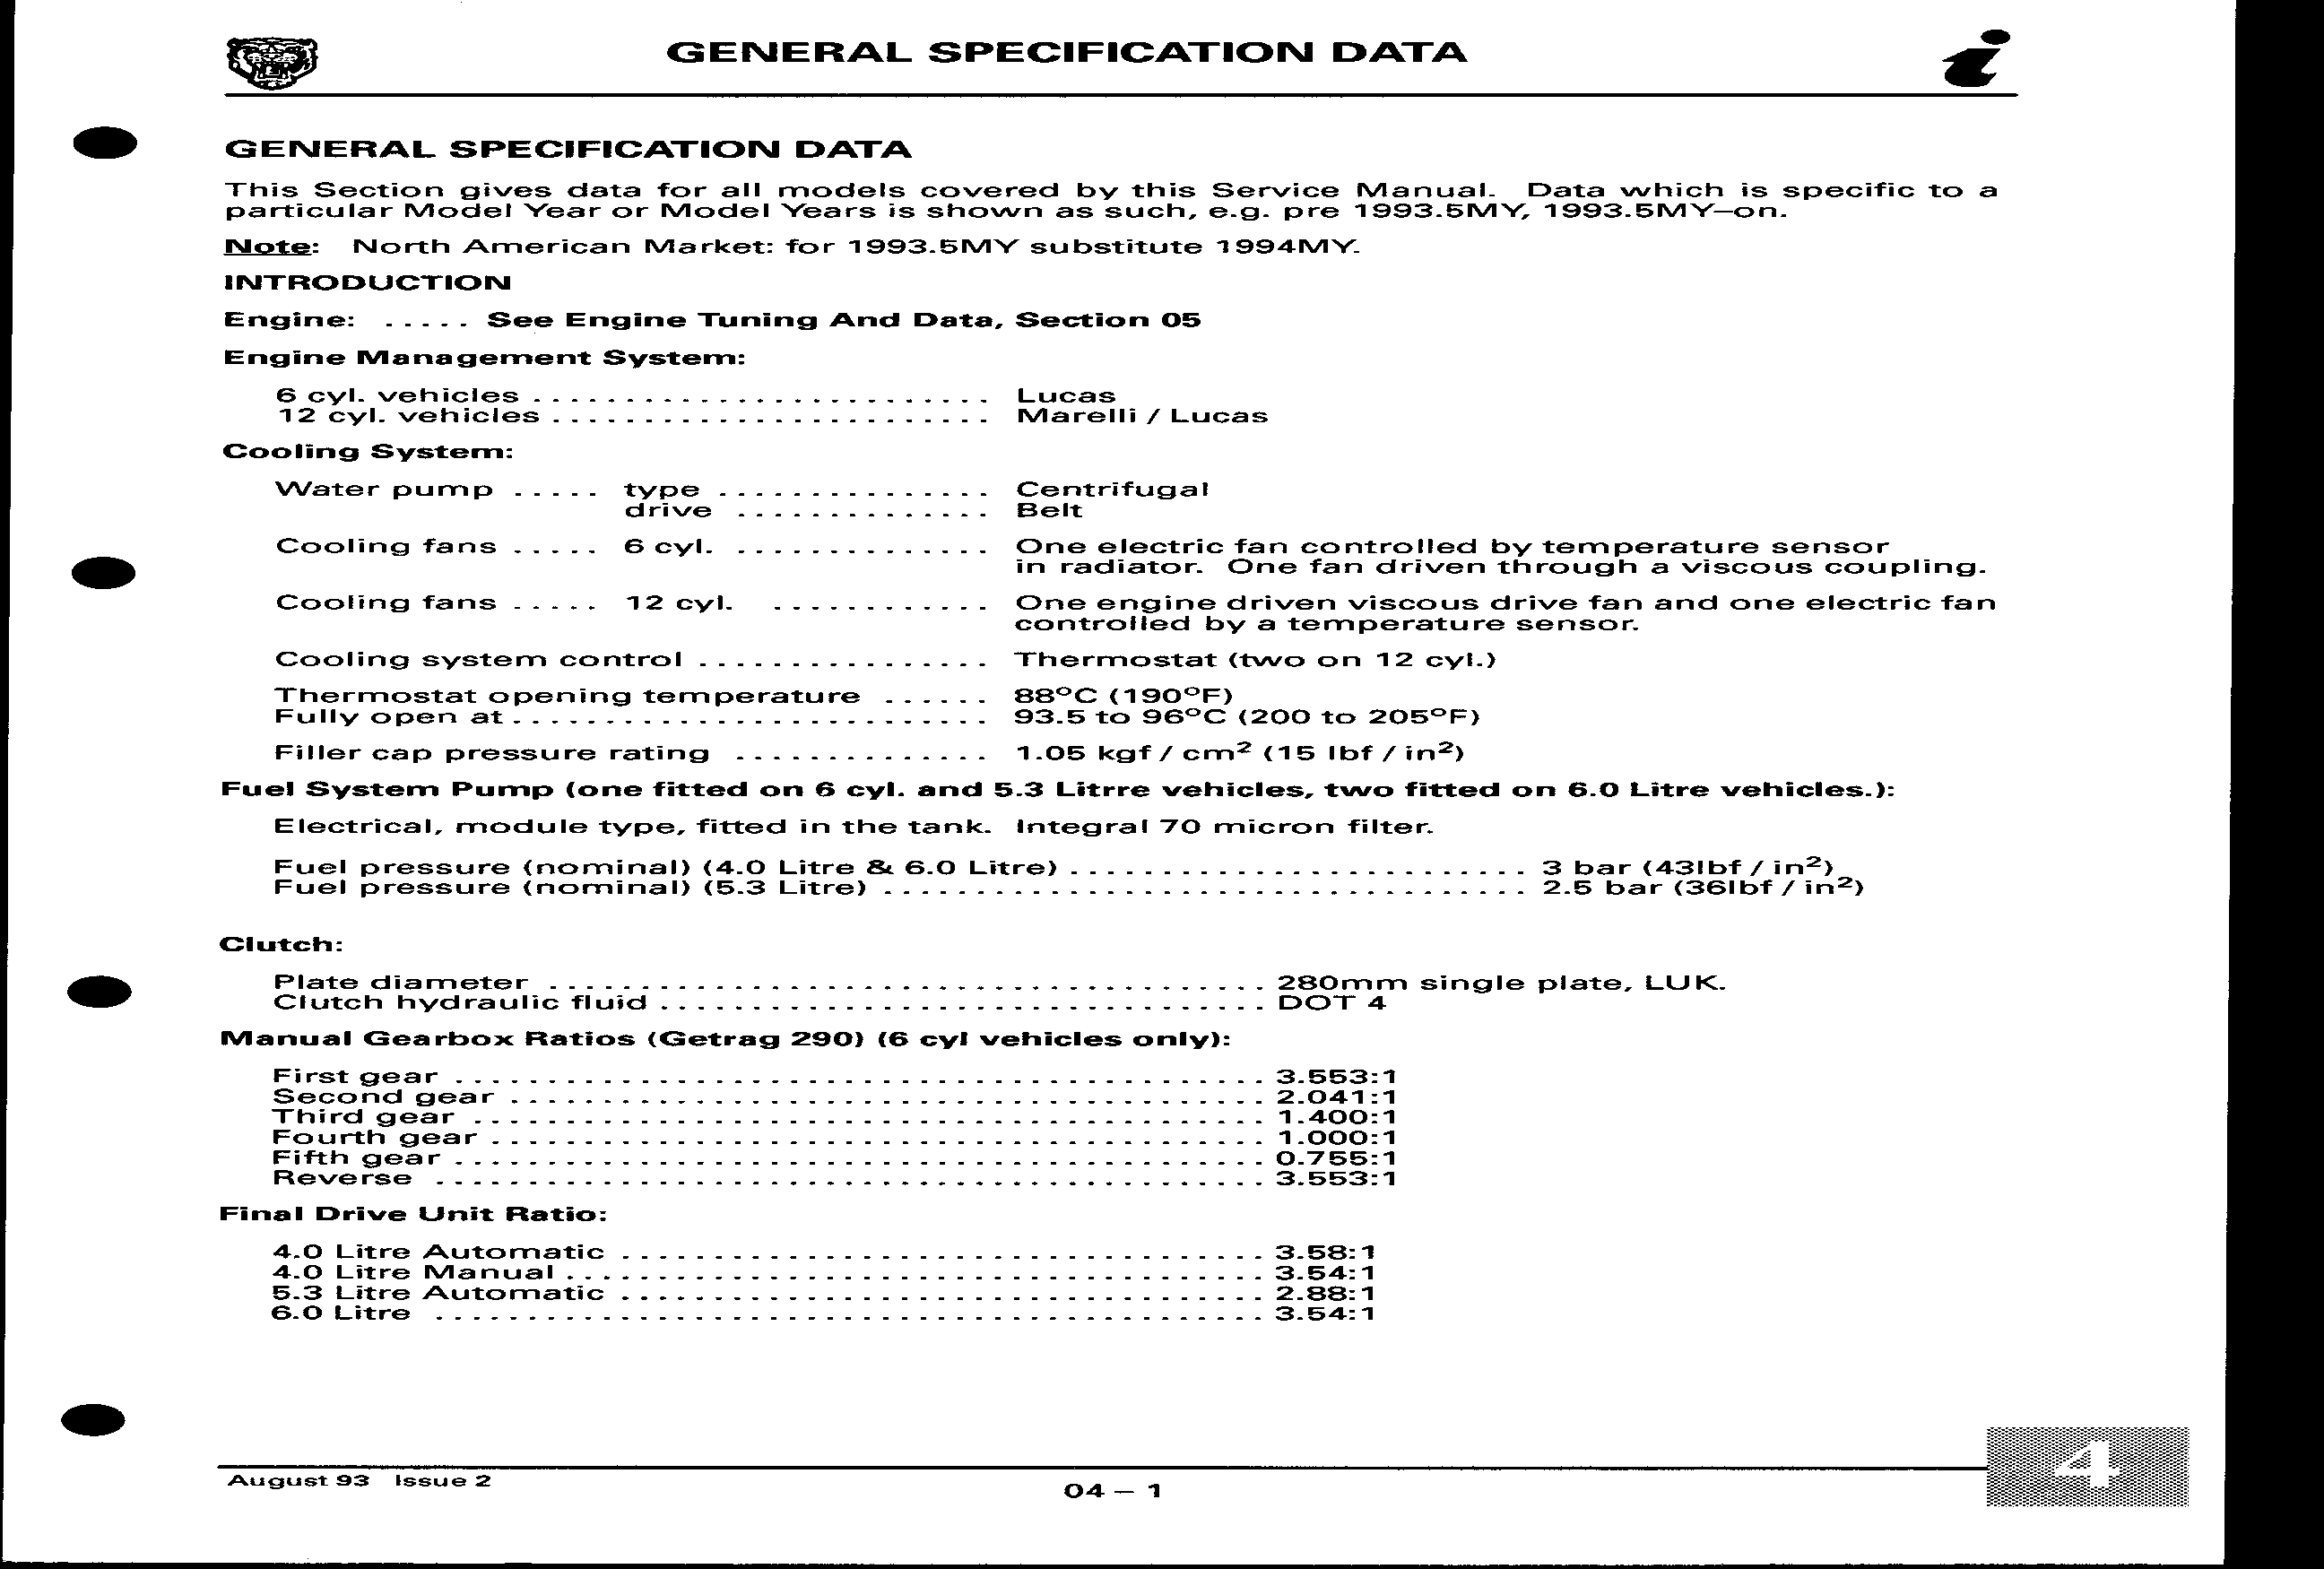 GENERAL SPECIFICATION DATA
GENERAL SPECIFICATION DATA
This Section gives data for all models covered by this Service Manual. Data which is specific to a
particular Model Year or Model Years is shown as such, e.g. pre 1993.5MY, 1993.5MY–on.
Note: North American Market: for 1993.5MY substitute 1994MY.
INTRODUCTION
Engine: ..... See Engine Tuning And Data, Section 05
Engine Management System:
6 cyl. vehicles ......................... Lucas
12 cyl. vehicles ........................ Marelli / Lucas
Cooling System:
Water pump ..... type ............... Centrifugal
drive .............. Belt
Cooling fans ..... 6 cyl. .............. One electric fan controlled by temperature sensor
in radiator. One fan driven through a viscous coupling.
Cooling fans ..... 12 cyl. ............ One engine driven viscous drive fan and one electric fan
controlled by a temperature sensor.
Cooling system control ................ Thermostat (two on 12 cyl.)
Thermostat opening temperature ...... 88°C (190°F)
Fully open at .......................... 93.5 to 96°C (200 to 205°F)
Filler cap pressure rating .............. 1.05 kgf / cm² (15 lbf / in²)
Fuel System Pump (one fitted on 6 cyl. and 5.3 Litrre vehicles, two fitted on 6.0 Litre vehicles.):
Electrical, module type, fitted in the tank. Integral 70 micron filter.
Fuel pressure (nominal) (4.0 Litre & 6.0 Litre) ......................... 3 bar (43lbf / in²)
Fuel pressure (nominal) (5.3 Litre) ................................... 2.5 bar (36lbf / in²)
Clutch:
Plate diameter ....................................... 280mm single plate, LUK.
Clutch hydraulic fluid ................................. DOT 4
Manual Gearbox Ratios (Getrag 290) (6 cyl vehicles only):
First gear ............................................ 3.553:1
Second gear ......................................... 2.041:1
Third gear ........................................... 1.400:1
Fourth gear .......................................... 1.000:1
Fifth gear ............................................ 0.755:1
Reverse ............................................. 3.553:1
Final Drive Unit Ratio:
4.0 Litre Automatic ................................... 3.58:1
4.0 Litre Manual ...................................... 3.54:1
5.3 Litre Automatic ................................... 2.88:1
6.0 Litre ............................................. 3.54:1
August 93 Issue 2
04 – 1
4